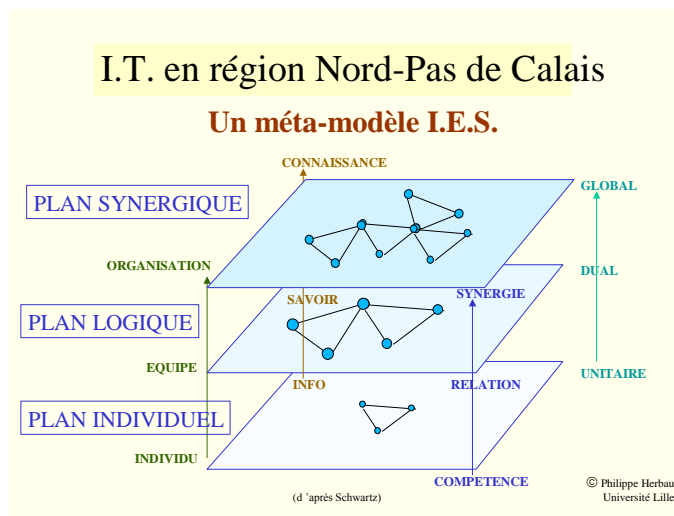 I.T. en région Nord-Pas de Calais
Un méta-modèle I.E.S.
CONNAISSANCE
PLAN SYNERGIQUE
GLOBAL
ORGANISATION
DUAL
SAVOIR
SYNERGIE
PLAN LOGIQUE
EQUIPE
INFO
RELATION
UNITAIRE
PLAN INDIVIDUEL
INDIVIDU
COMPETENCE
(d 'après Schwartz)
© Philippe Herbau
Université Lille